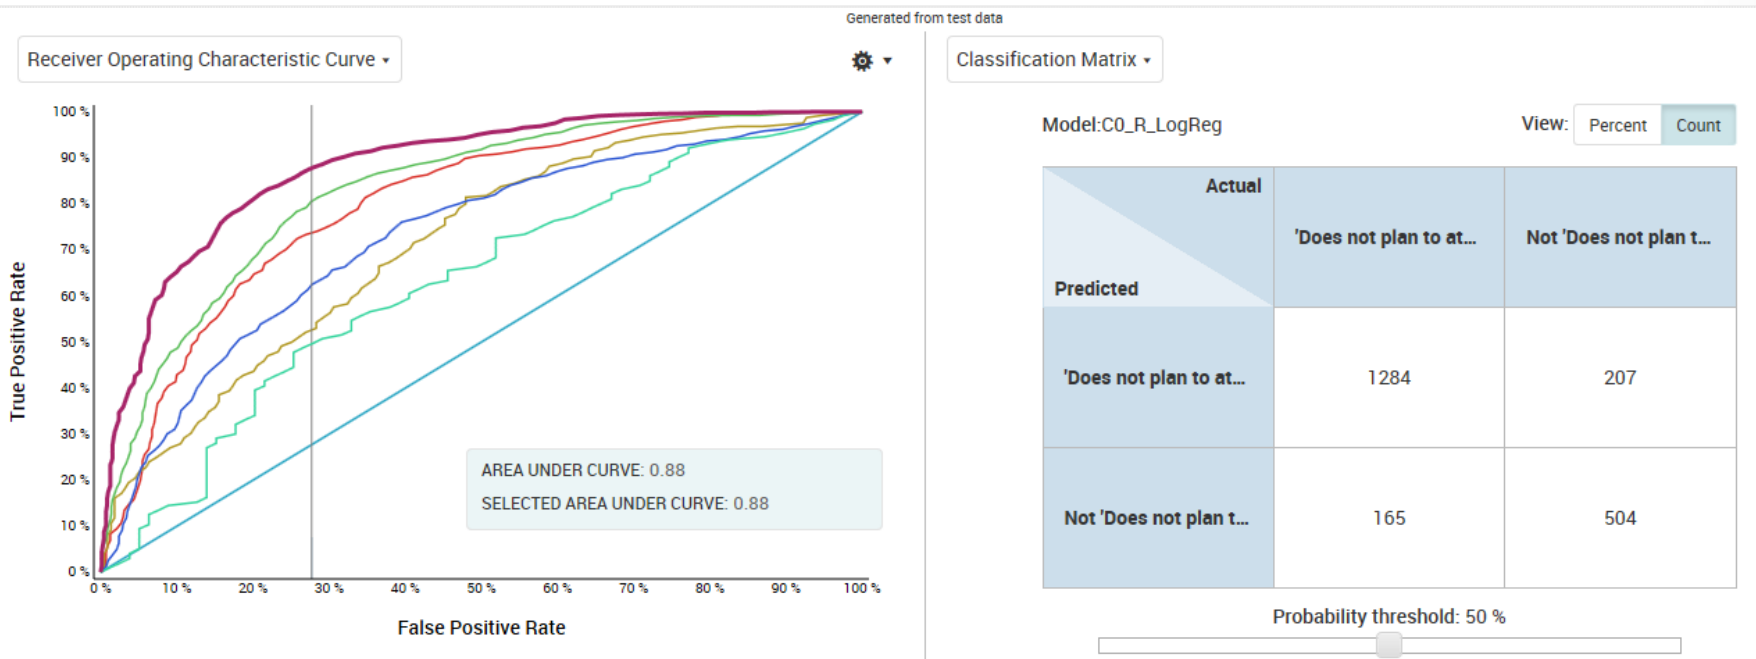 Generated from test data
Receiver Operating Characteristic Curve
100 %
90 %
80 %
70 %
60 %
50 %
40 %
30 %
20 %
10 %
0 %
True Positive Rate
AREA UNDER CURVE: 0.88
SELECTED AREA UNDER CURVE: 0.88
0 % 10 % 20 % 30 % 40 % 50 % 60 % 70 % 80 % 90 % 100 %
False Positive Rate
Classification Matrix
Model:C0_R_LogReg
View: Percent Count
Actual
Predicted
'Does not plan to at... Not 'Does not plan t...
'Does not plan to at... 1284 207
Not 'Does not plan t... 165 504
Probability threshold: 50 %